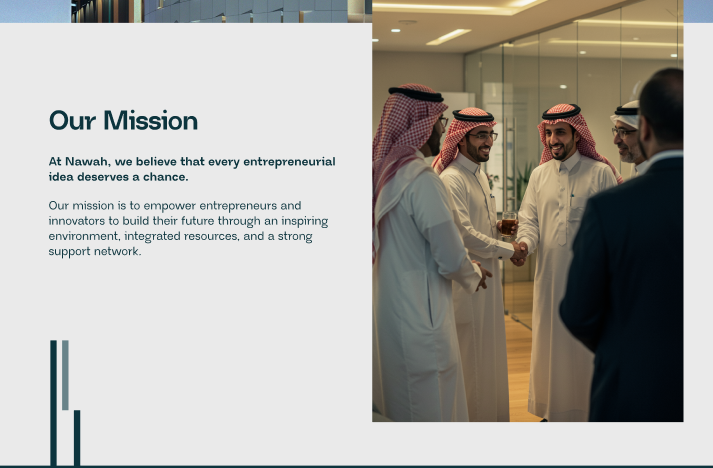 Our Mission
At Nawah, we believe that every entrepreneurial
idea deserves a chance.
Our mission is to empower entrepreneurs and
innovators to build their future through an inspiring
environment, integrated resources, and a strong
support network.